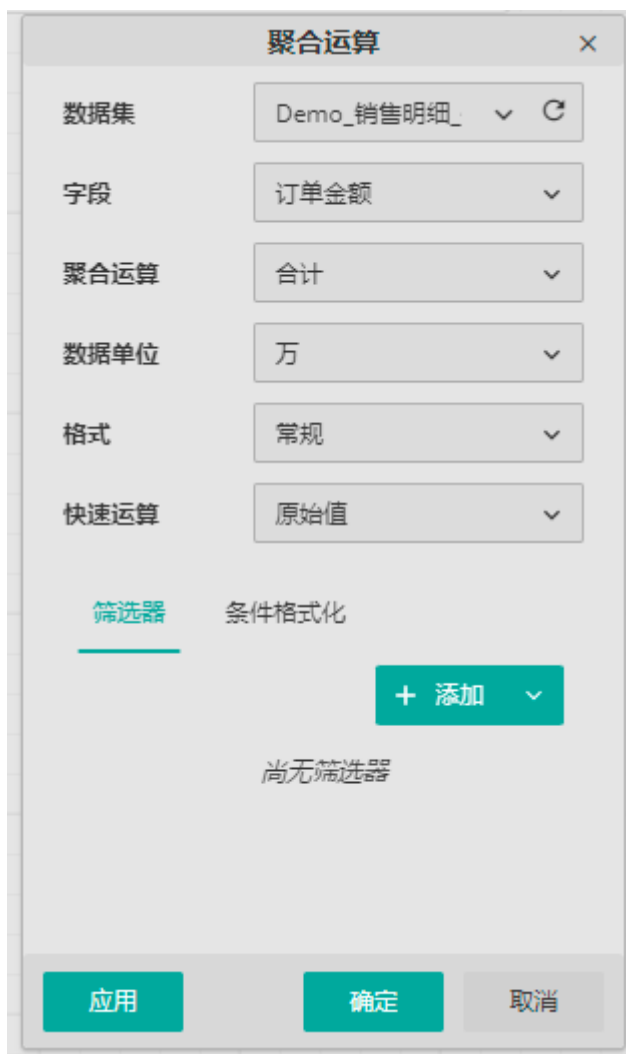 聚合运算
数据集 Demo_销售明细_
字段 订单金额
聚合运算 合计
数据单位 万
格式 常规
快速运算 原始值
筛选器 条件格式化
+ 添加
尚无筛选器
应用 确定 取消